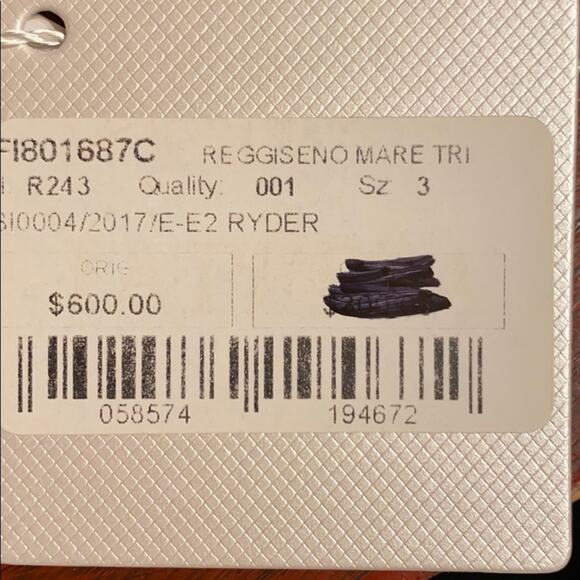 FI801687C REGGISENO MARE TRI
R243 Quality: 001 Sz 3
SI0004/2017/E-E2 RYDER
ORIG
$600.00
$
058574 194672